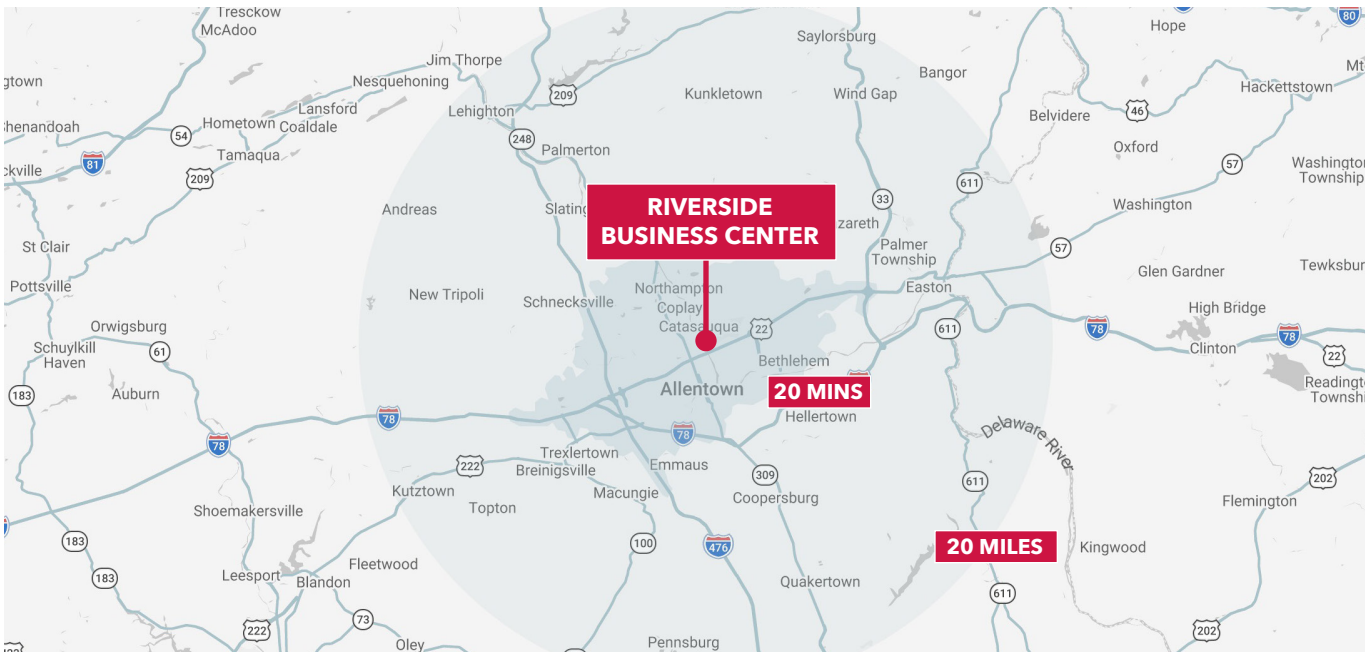 Tresckow
McAdoo
Hope
80
Saylorsburg
Jim Thorpe
Bangor
Nesquehoning
gtown
209
Kunkletown
Wind Gap
Hackettstown
Lansford
Lehighton
46
Belvidere
Hometown
Coaldale
henandoah
54
248
Oxford
Tamaqua
Palmerton
81
57
Washington
Township
ckville
209
611
RIVERSIDE
BUSINESS CENTER
33
Andreas
Slating
zareth
Washington
St Clair
Palmer
Township
57
Glen Gardner
Tewksbur
Pottsville
New Tripoli
Schnecksville
Northampton
Coplay
Catasauqua
Easton
High Bridge
Orwigsburg
22
611
78
78
Schuylkill
Haven
61
Bethlehem
Clinton
22
Allentown
20 MINS
Readingt
Townshi
183
Auburn
78
Hellertown
78
78
Delaware River
Trexlertown
Breinigsville
Emmaus
222
309
611
202
Kutztown
Macungie
Coopersburg
Topton
Shoemakersville
Flemington
183
100
476
20 MILES
Kingwood
Fleetwood
183
Leesport
Blandon
Quakertown
611
73
222
202
Oley
Pennsburg